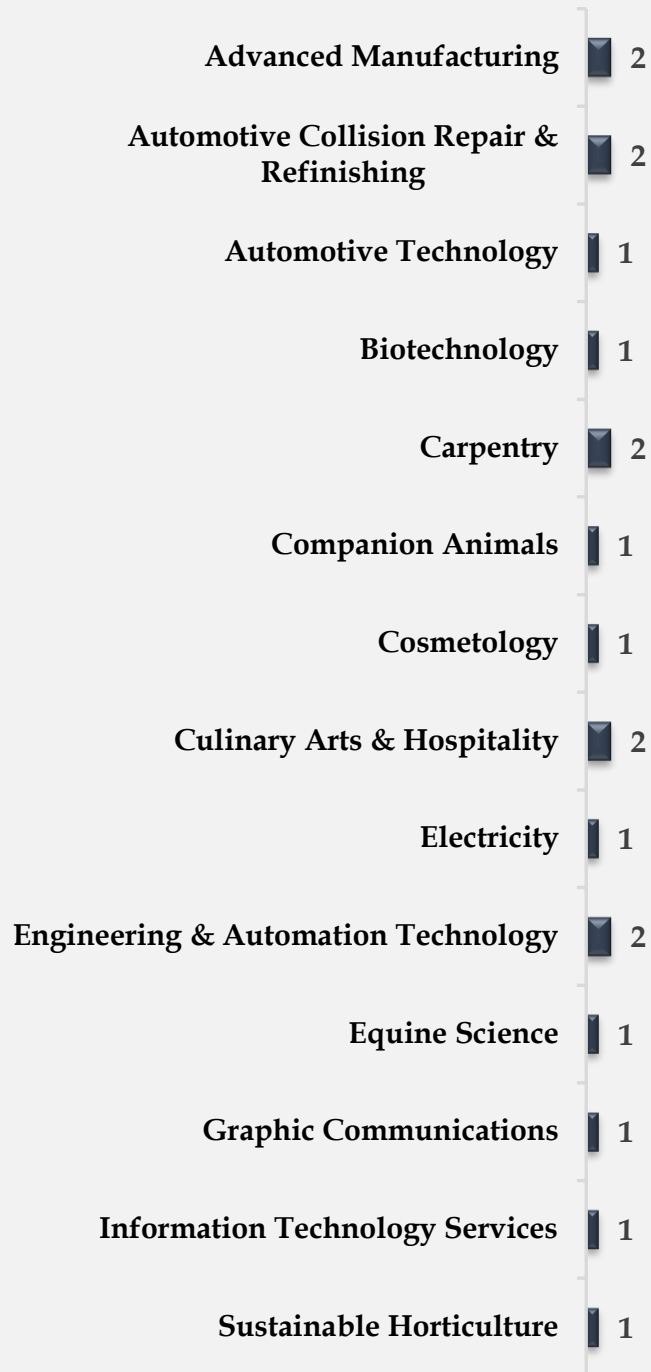 Advanced Manufacturing 2
Automotive Collision Repair &
Refinishing 2
Automotive Technology 1
Biotechnology 1
Carpentry 2
Companion Animals 1
Cosmetology 1
Culinary Arts & Hospitality 2
Electricity 1
Engineering & Automation Technology 2
Equine Science 1
Graphic Communications 1
Information Technology Services 1
Sustainable Horticulture 1